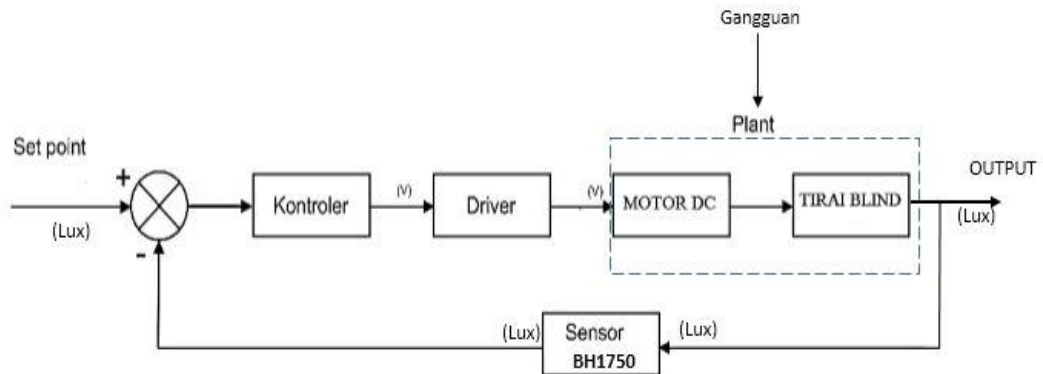 Gangguan
Plant
Set point
OUTPUT
+
Kontroler
(V)
Driver
(V)
MOTOR DC
TIRAI BLIND
(Lux)
(Lux)
-
(Lux)
Sensor
BH1750
(Lux)